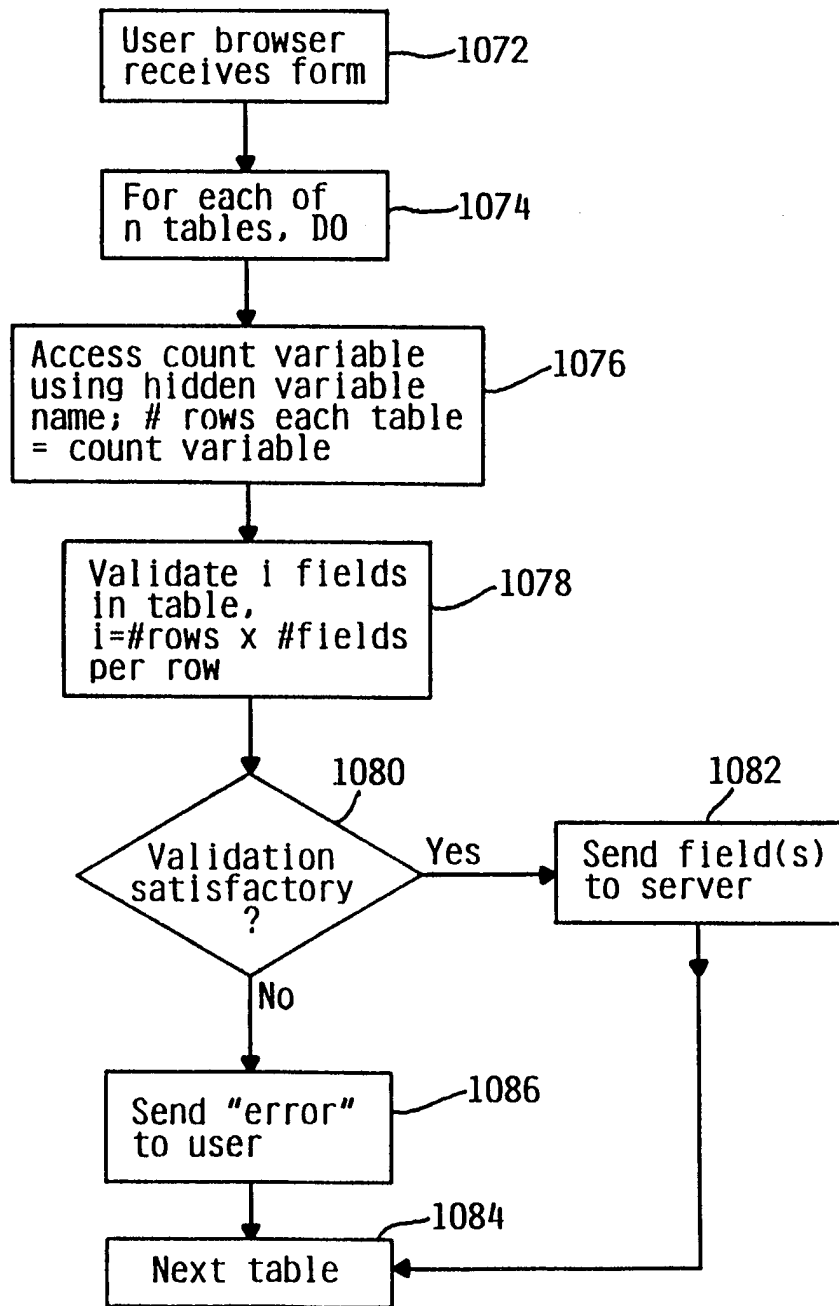 User browser
receives form
1072
For each of
n tables, DO
1074
Access count variable
using hidden variable
name; # rows each table
= count variable
1076
Validate i fields
in table,
i=#rows x #fields
per row
1078
1080
Validation
satisfactory
?
Yes
1082
Send field(s)
to server
No
Send "error"
to user
1086
1084
Next table